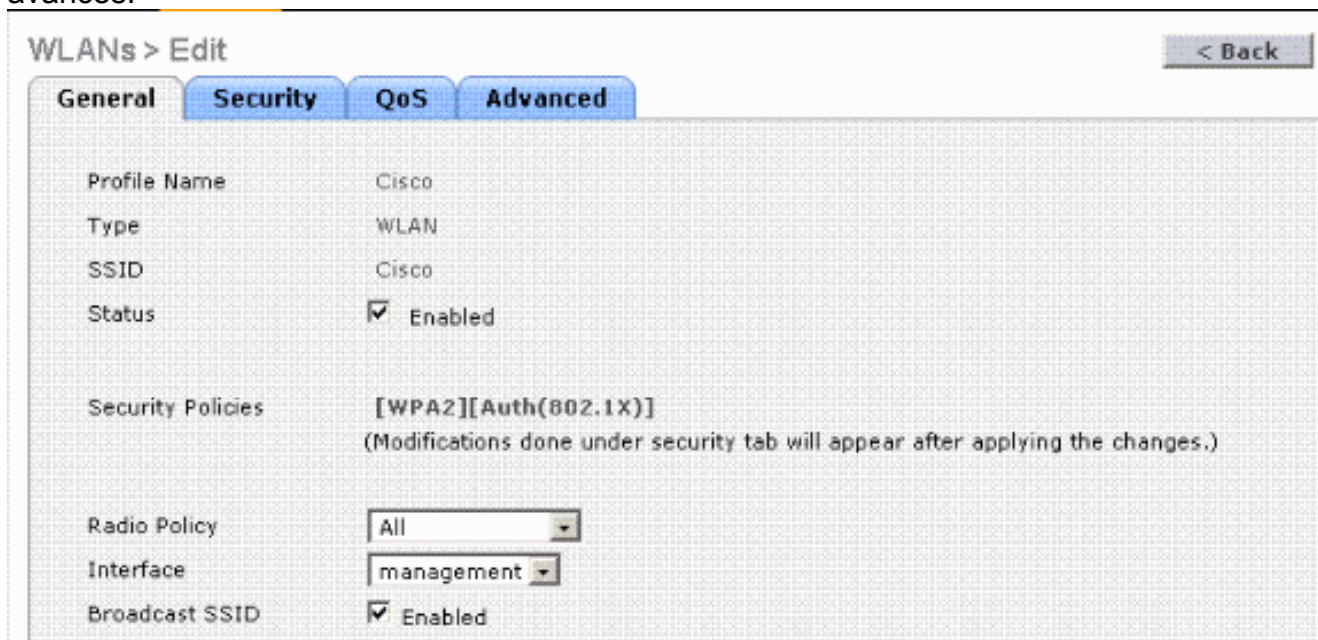 avances.
WLANs > Edit
< Back
General Security QoS Advanced
Profile Name Cisco
Type WLAN
SSID Cisco
Status Enabled
Security Policies [WPA2][Auth(802.1X)]
(Modifications done under security tab will appear after applying the changes.)
Radio Policy All
Interface management
Broadcast SSID Enabled